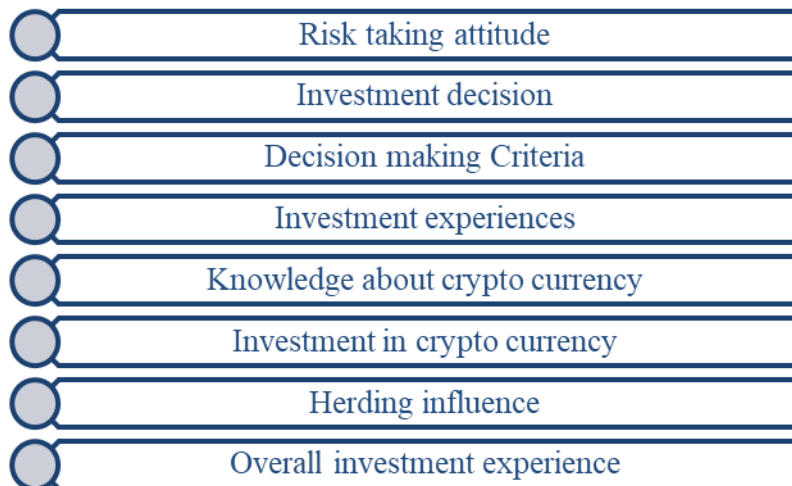 Risk taking attitude
Investment decision
Decision making Criteria
Investment experiences
Knowledge about crypto currency
Investment in crypto currency
Herding influence
Overall investment experience